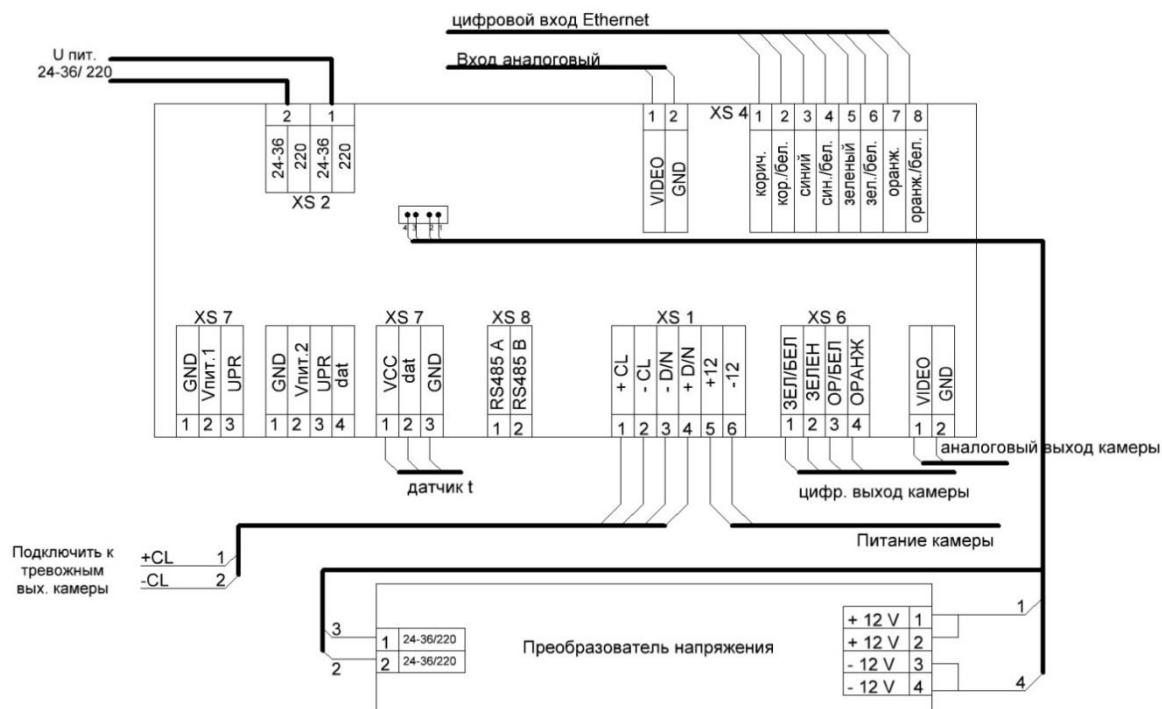 цифровой вход Ethernet
U пит.
24-36/ 220
Вход аналоговый
2 1
24-36 220 24-36 220
XS 2
1 2
VIDEO GND
XS 4 1 2 3 4 5 6 7 8
корич. кор./бел. синий син./бел. зеленый зел./бел. оранж. оранж./бел.
4 3 2 1
XS 7
GND Vпит.1 UPR
1 2 3
GND Vпит.2 UPR dat
1 2 3 4
XS 7
VCC dat GND
1 2 3
датчик t
XS 8
RS485 A RS485 B
1 2
XS 1
+ CL - CL - D/N + D/N +12 -12
1 2 3 4 5 6
XS 6
ЗЕЛ/БЕЛ ЗЕЛЕН ОР/БЕЛ ОРАНЖ
1 2 3 4
VIDEO GND
1 2
аналоговый выход камеры
цифр. выход камеры
Питание камеры
Подключить к
тревожным
вых. камеры
+CL 1
-CL 2
3 1 24-36/220
2 2 24-36/220
Преобразователь напряжения
+ 12 V 1 1
+ 12 V 2
- 12 V 3
- 12 V 4 4